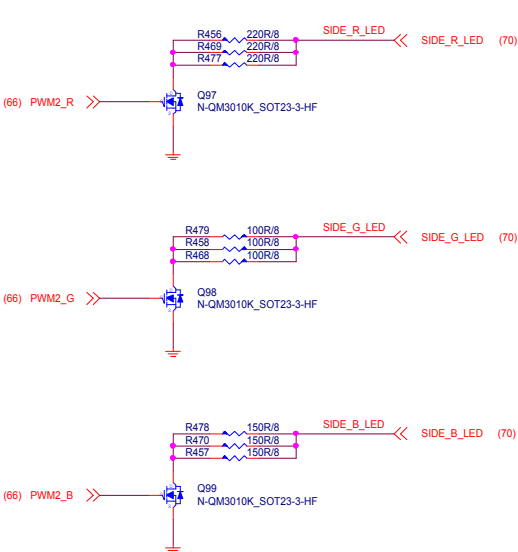 R456 220R/8 SIDE_R_LED
R469 220R/8 SIDE_R_LED (70)
R477 220R/8
Q97
(66) PWM2_R N-QM3010K_SOT23-3-HF
R479 100R/8 SIDE_G_LED
R458 100R/8 SIDE_G_LED (70)
R468 100R/8
Q98
(66) PWM2_G N-QM3010K_SOT23-3-HF
R478 150R/8 SIDE_B_LED
R470 150R/8 SIDE_B_LED (70)
R457 150R/8
Q99
(66) PWM2_B N-QM3010K_SOT23-3-HF